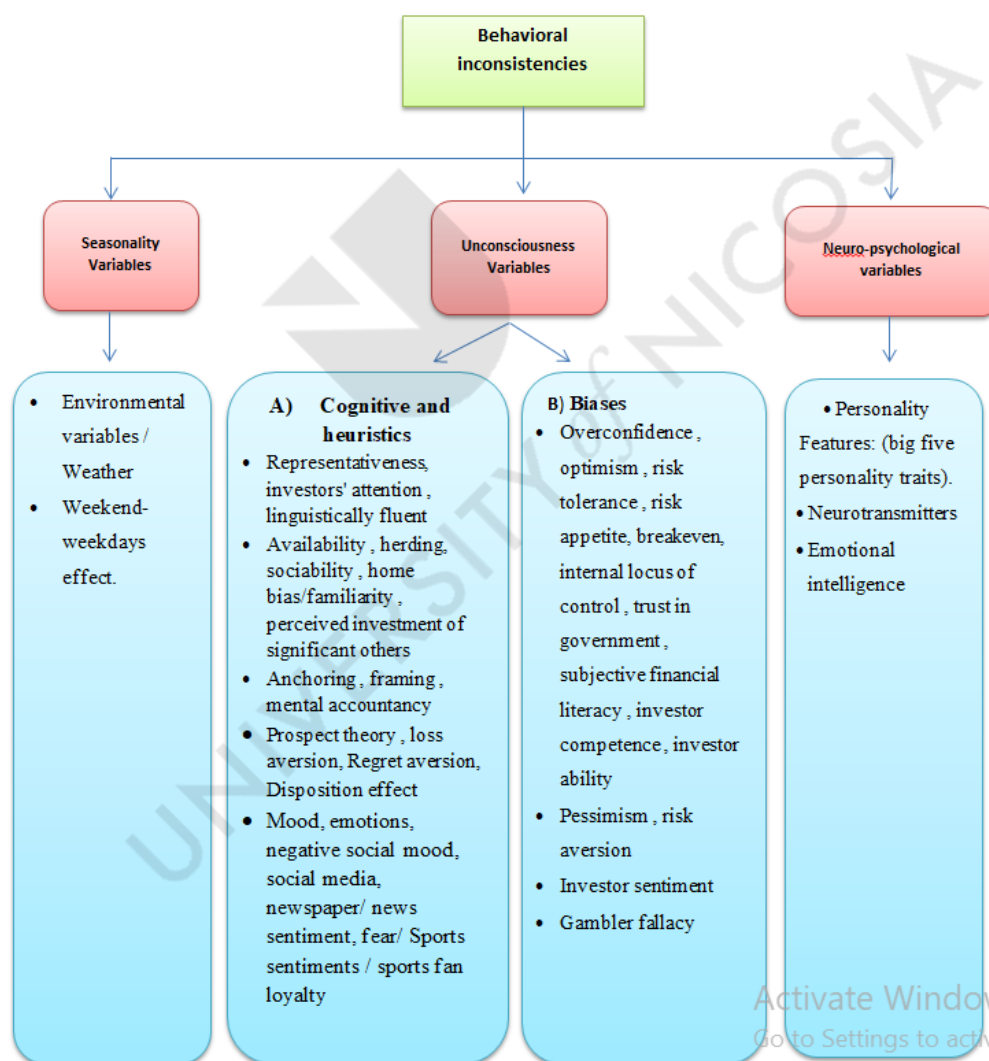 Behavioral
inconsistencies
Seasonality
Variables
Unconsciousness
Variables
Neuro-psychological
variables
• Environmental
variables /
Weather
• Weekend-
weekdays
effect.
A) Cognitive and
heuristics
• Representativeness,
investors' attention ,
linguistically fluent
• Availability , herding,
sociability , home
bias/familiarity ,
perceived investment of
significant others
• Anchoring , framing ,
mental accountancy
• Prospect theory , loss
aversion, Regret aversion,
Disposition effect
• Mood, emotions,
negative social mood,
social media,
newspaper/ news
sentiment, fear/ Sports
sentiments / sports fan
loyalty
B) Biases
• Overconfidence ,
optimism , risk
tolerance , risk
appetite, breakeven,
internal locus of
control , trust in
government ,
subjective financial
literacy , investor
competence , investor
ability
• Pessimism , risk
aversion
• Investor sentiment
• Gambler fallacy
• Personality
Features: (big five
personality traits).
• Neurotransmitters
• Emotional
intelligence
UNIVERSITY of NICOSIA
Activate Window
Go to Settings to activ